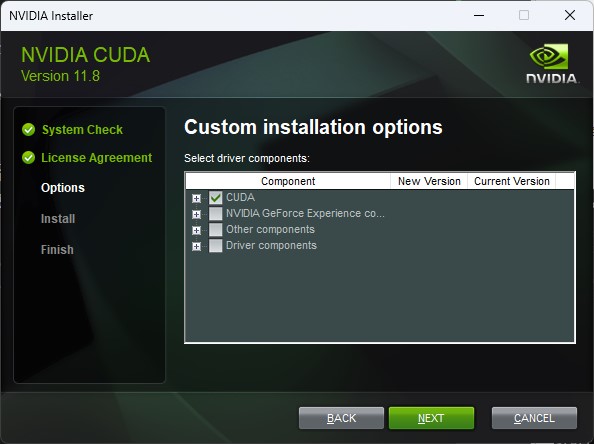 NVIDIA Installer
NVIDIA CUDA
Version 11.8
NVIDIA.
System Check
License Agreement
Options
Install
Finish
Custom installation options
Select driver components:
Component New Version Current Version
CUDA
NVIDIA GeForce Experience co...
Other components
Driver components
BACK NEXT CANCEL